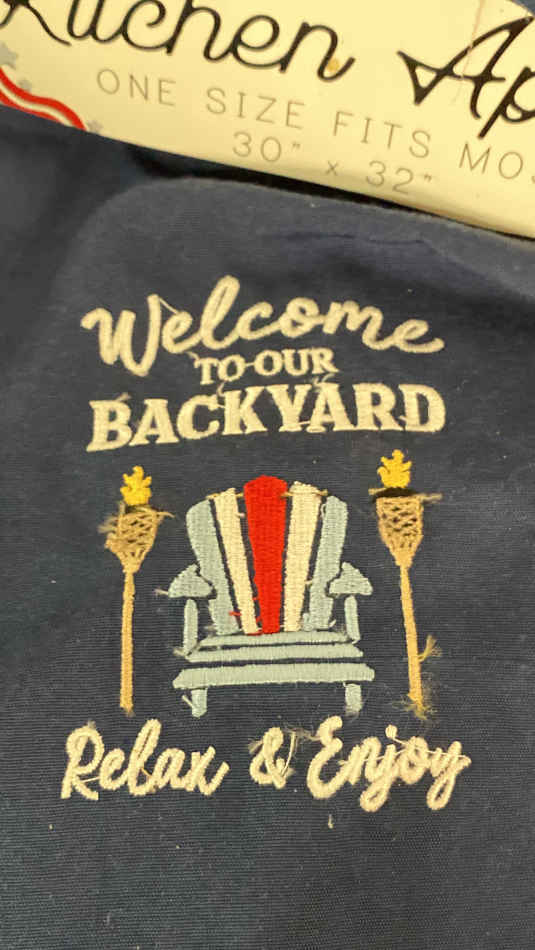 Kitchen Ap
ONE SIZE FITS MOS
30" x 32"
Welcome
TO OUR
BACKYARD
Relax & Enjoy